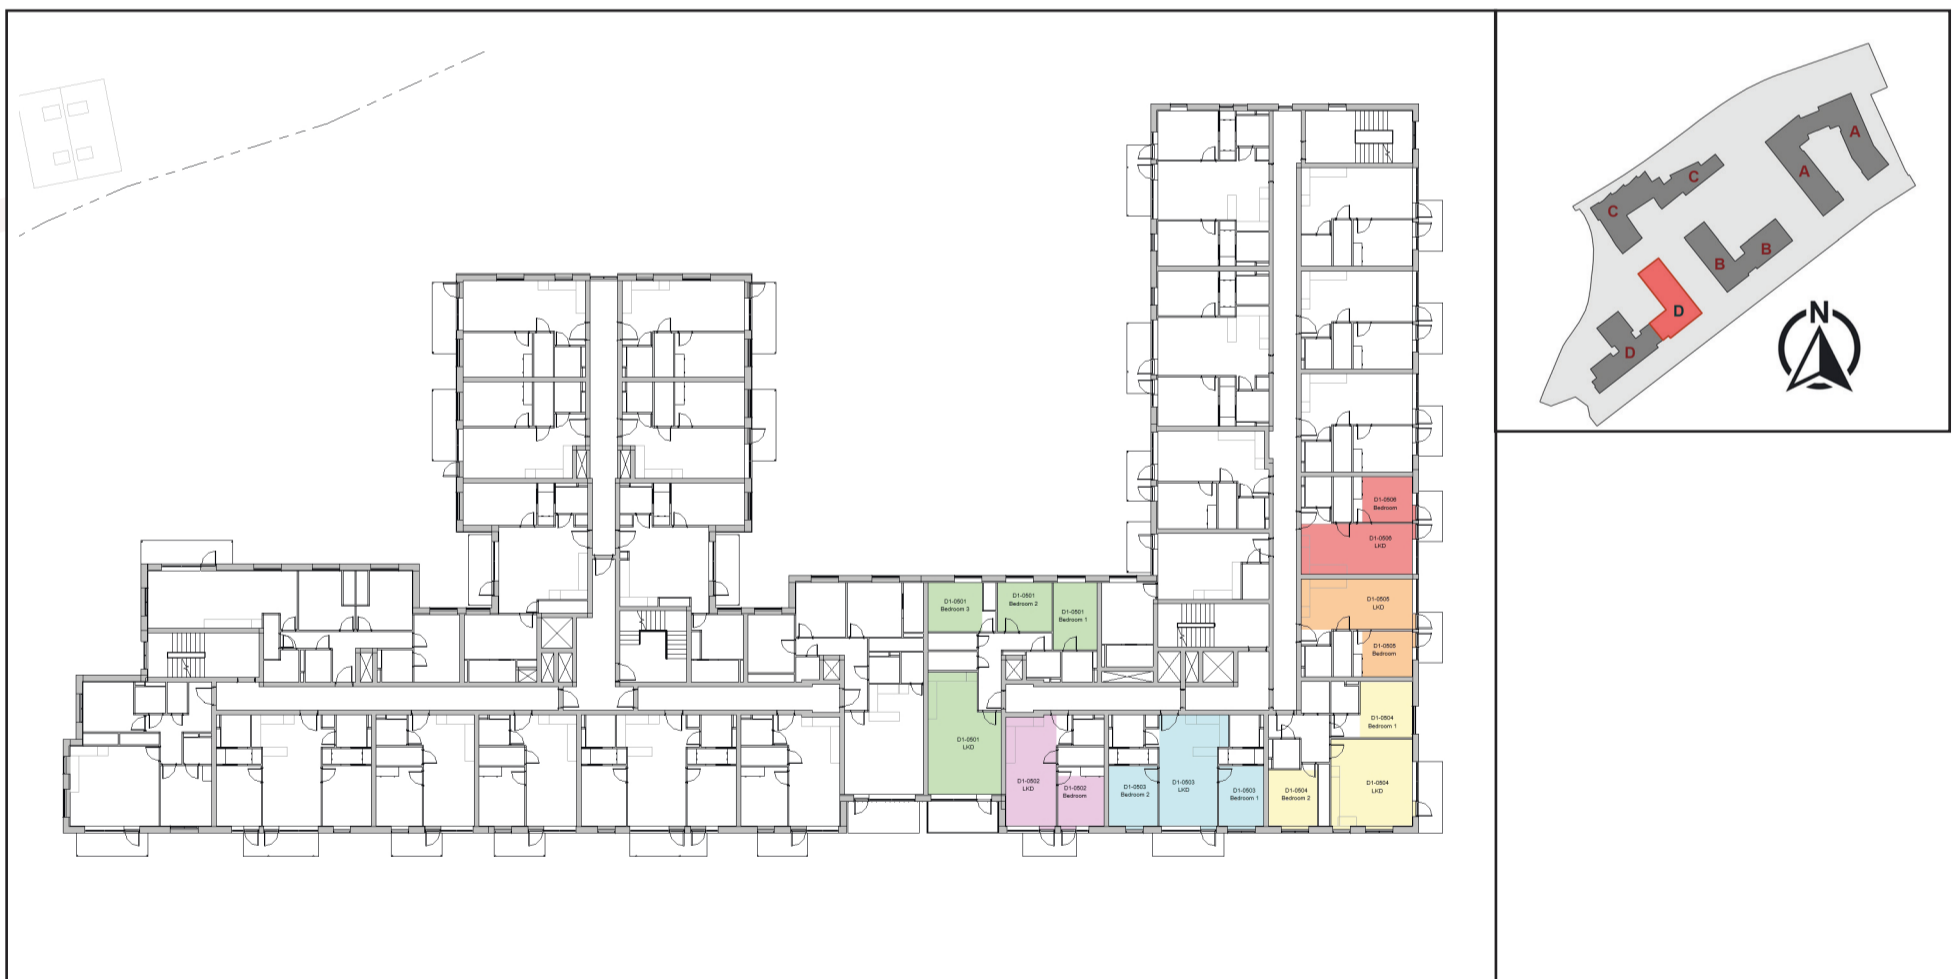 D1-0506
Bedroom
D1-0506
LKD
D1-0505
LKD
D1-0505
Bedroom
D1-0501
Bedroom 3
D1-0501
Bedroom 2
D1-0501
Bedroom 1
D1-0504
Bedroom 1
D1-0501
LKD
D1-0502
LKD
D1-0502
Bedroom
D1-0503
Bedroom 2
D1-0503
LKD
D1-0503
Bedroom 1
D1-0504
Bedroom 2
D1-0504
LKD
A
A
C
C
B
B
D
D
N